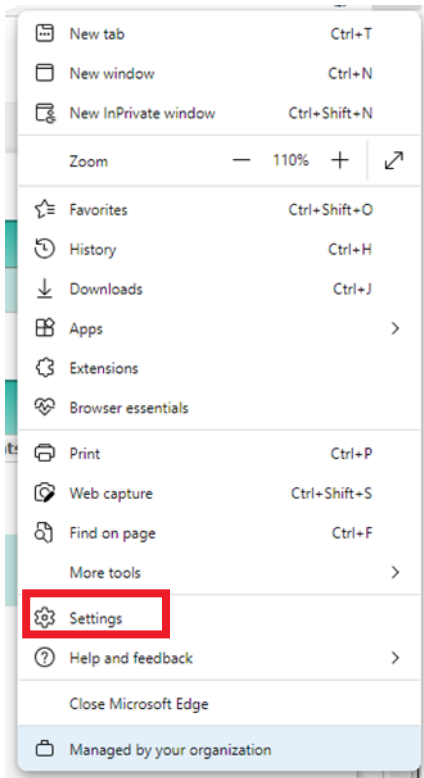 New tab Ctrl+T
New window Ctrl+N
New InPrivate window Ctrl+Shift+N
Zoom — 110% +
Favorites Ctrl+Shift+O
History Ctrl+H
Downloads Ctrl+J
Apps
Extensions
Browser essentials
Print Ctrl+P
Web capture Ctrl+Shift+S
Find on page Ctrl+F
More tools
Settings
Help and feedback
Close Microsoft Edge
Managed by your organization